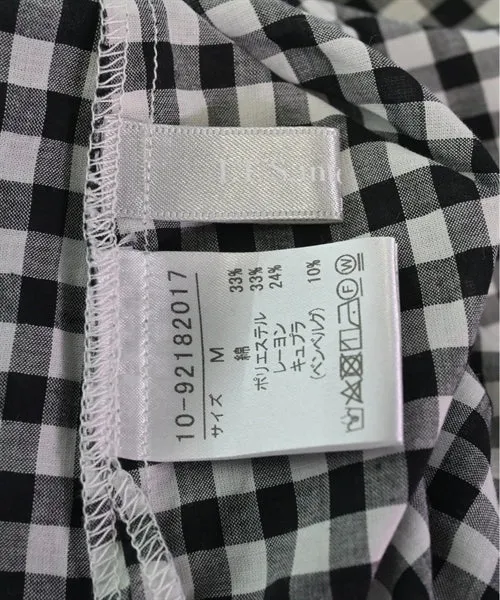 10-92182017
サイズ M
綿 33%
ポリエステル 33%
レーヨン 24%
キュプラ
(ベンベルグ) 10%